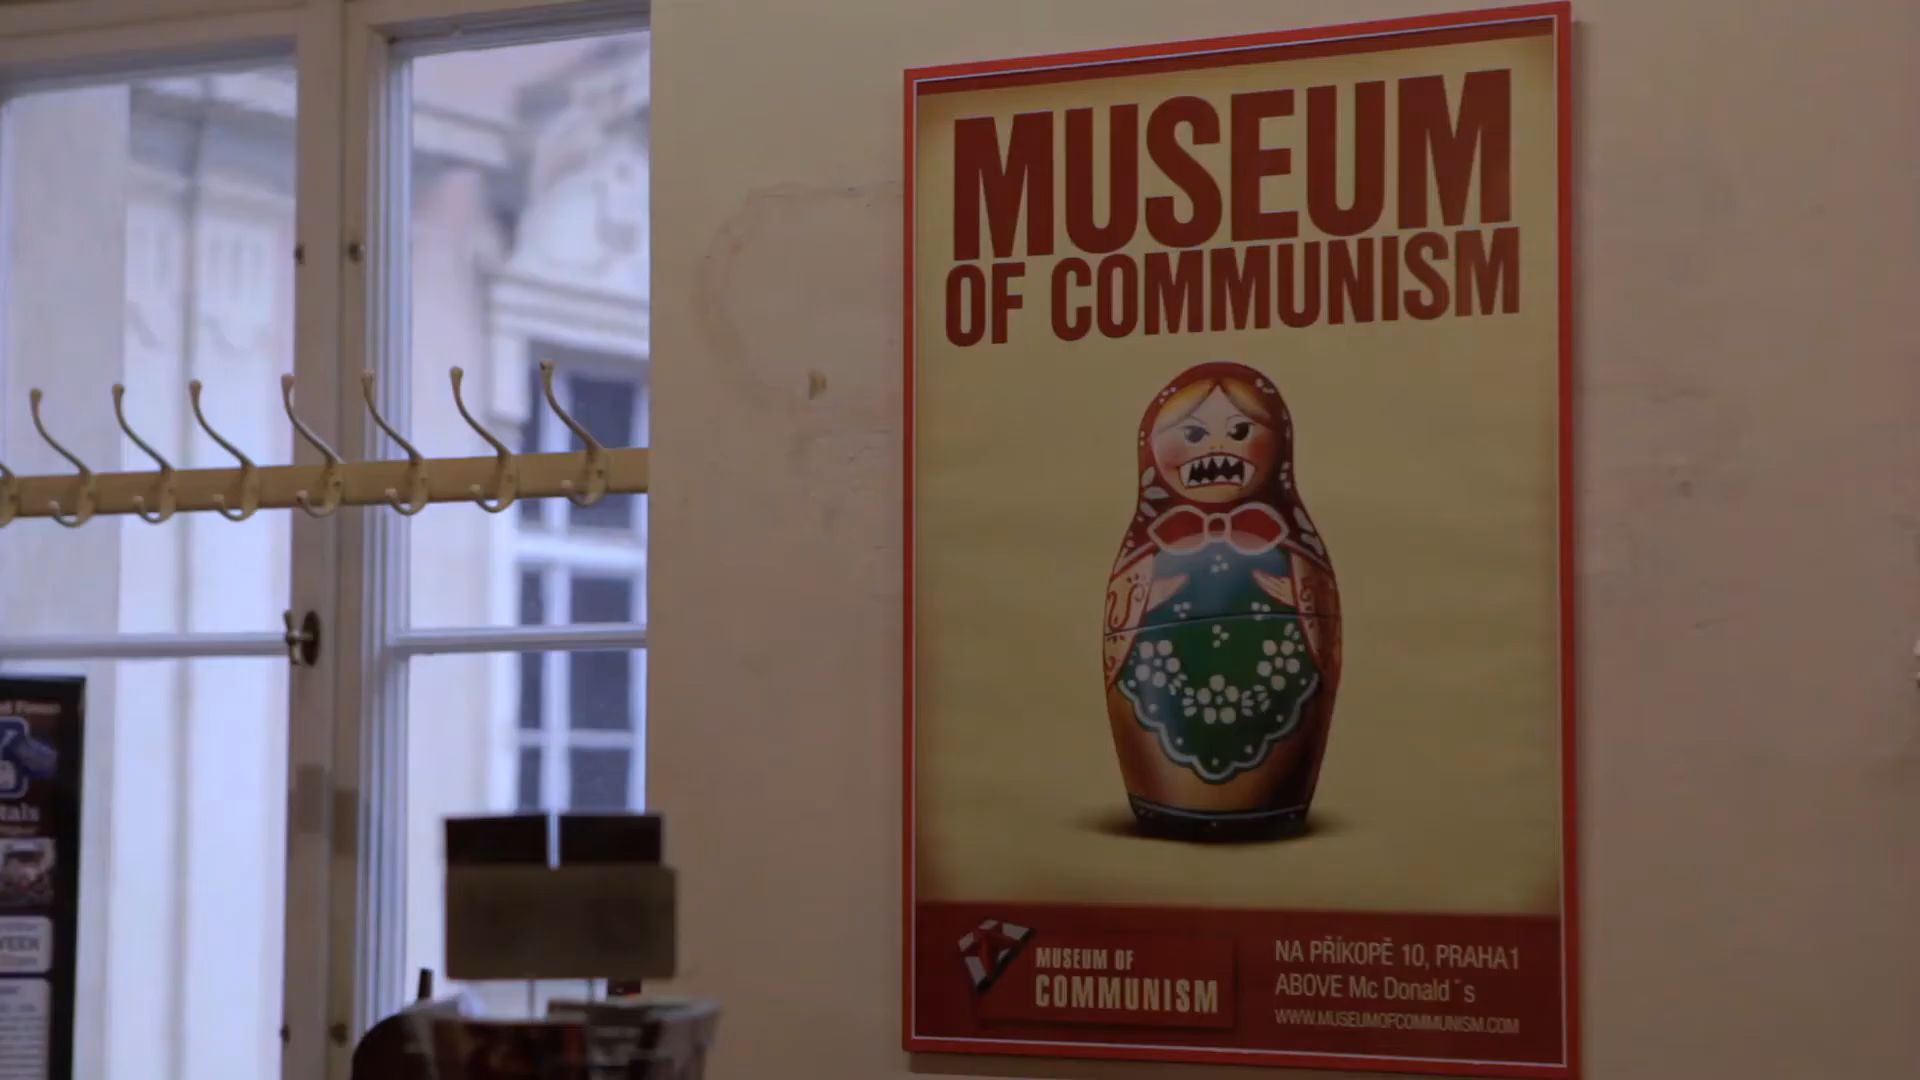 MUSEUM
OF COMMUNISM
MUSEUM OF
COMMUNISM
NA PŘÍKOPĚ 10, PRAHA1
ABOVE Mc Donald´s
WWW.MUSEUMOFCOMMUNISM.COM